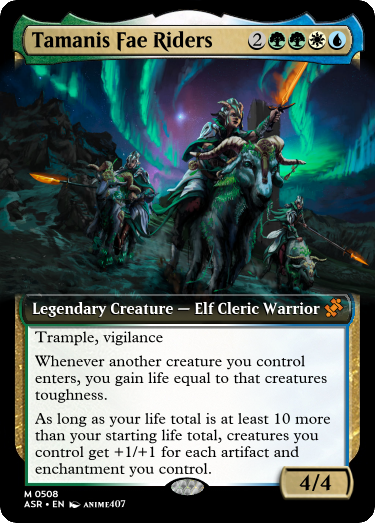 Tamanis Fae Riders 2
Legendary Creature — Elf Cleric Warrior
Trample, vigilance
Whenever another creature you control
enters, you gain life equal to that creatures
toughness.
As long as your life total is at least 10 more
than your starting life total, creatures you
control get +1/+1 for each artifact and
enchantment you control.
4/4
M 0508
ASR • EN ANIME407